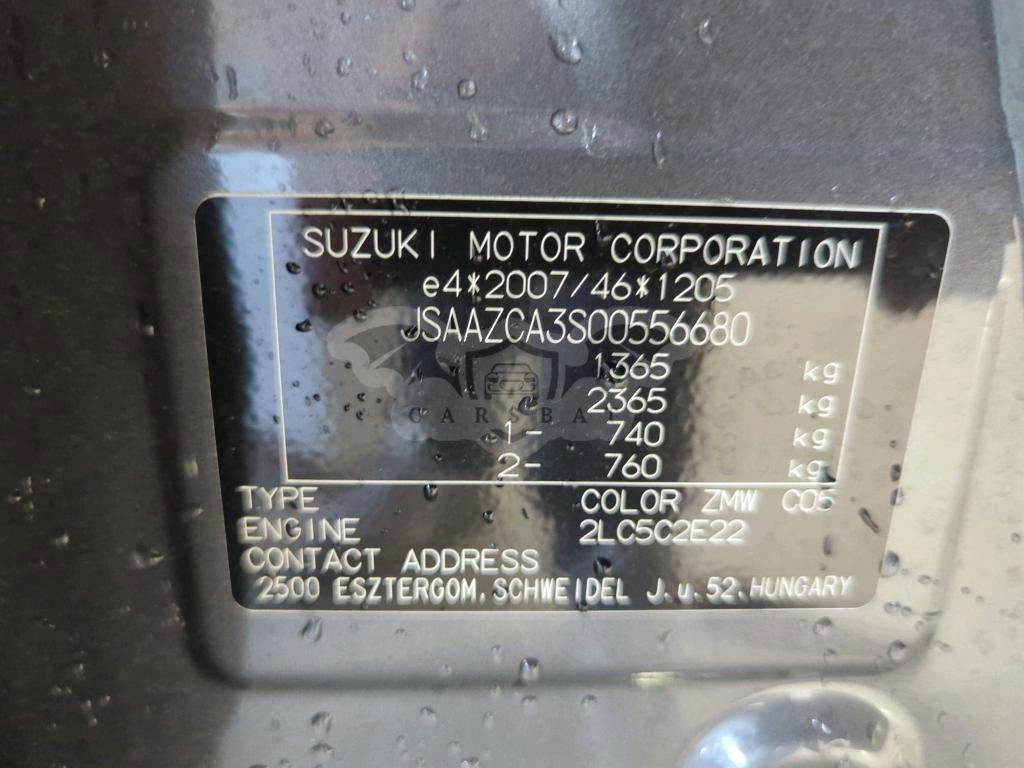 SUZUKI MOTOR CORPORATION
e4*2007/46*1205
JSAAZCA3S00556680
1365 kg
2365 kg
1- 740 kg
2- 760 kg
CARSBA
TYPE COLOR ZMW C05
ENGINE 2LC5C2E22
CONTACT ADDRESS
2500 ESZTERGOM, SCHWEIDEL J.u.52, HUNGARY